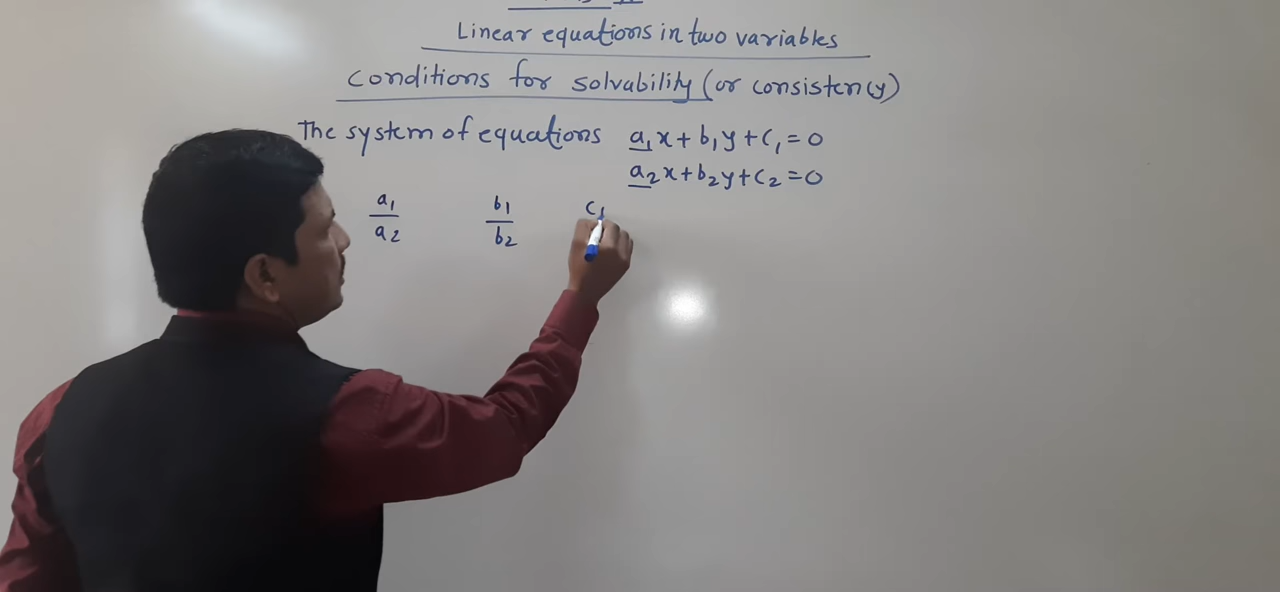 Linear equations in two variables
conditions for solvability (or consistency)
The system of equations a₁x + b₁y + c₁ = 0
a₂x + b₂y + c₂ = 0
a₁/a₂ b₁/b₂ c₁